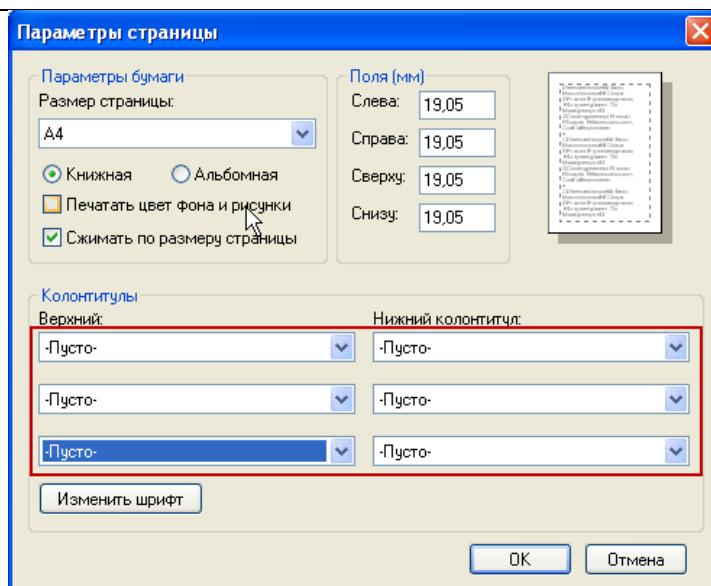 Параметры страницы
Параметры бумаги
Размер страницы:
A4
Книжная Альбомная
Печатать цвет фона и рисунки
Сжимать по размеру страницы
Поля (мм)
Слева: 19,05
Справа: 19,05
Сверху: 19,05
Снизу: 19,05
Колонтитулы
Верхний: Нижний колонтитул:
-Пусто- -Пусто-
-Пусто- -Пусто-
-Пусто- -Пусто-
Изменить шрифт
OK Отмена